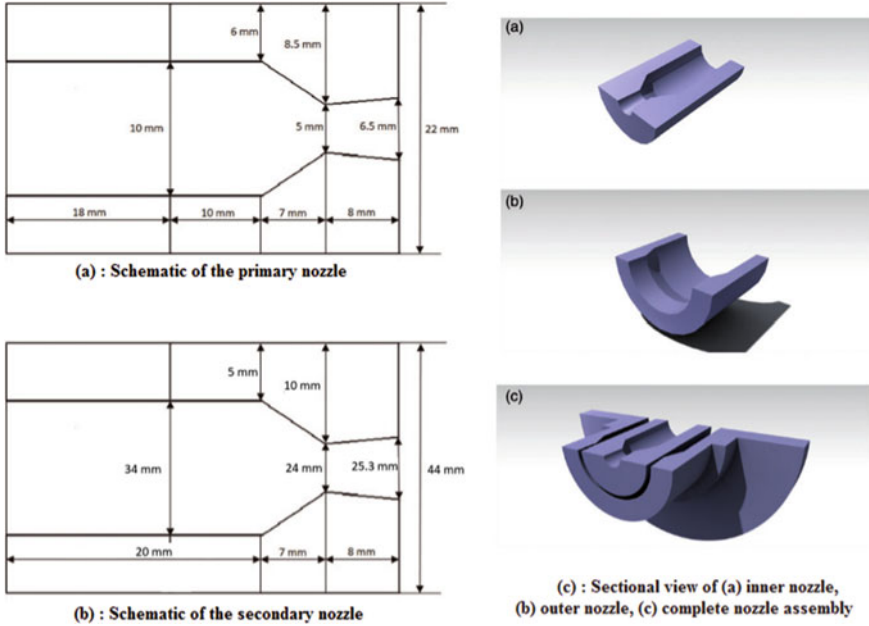 6 mm
8.5 mm
10 mm
5 mm
6.5 mm
22 mm
18 mm
10 mm
7 mm
8 mm
(a) : Schematic of the primary nozzle
5 mm
10 mm
34 mm
24 mm
25.3 mm
44 mm
20 mm
7 mm
8 mm
(b) : Schematic of the secondary nozzle
(a)
(b)
(c)
(c) : Sectional view of (a) inner nozzle,
(b) outer nozzle, (c) complete nozzle assembly